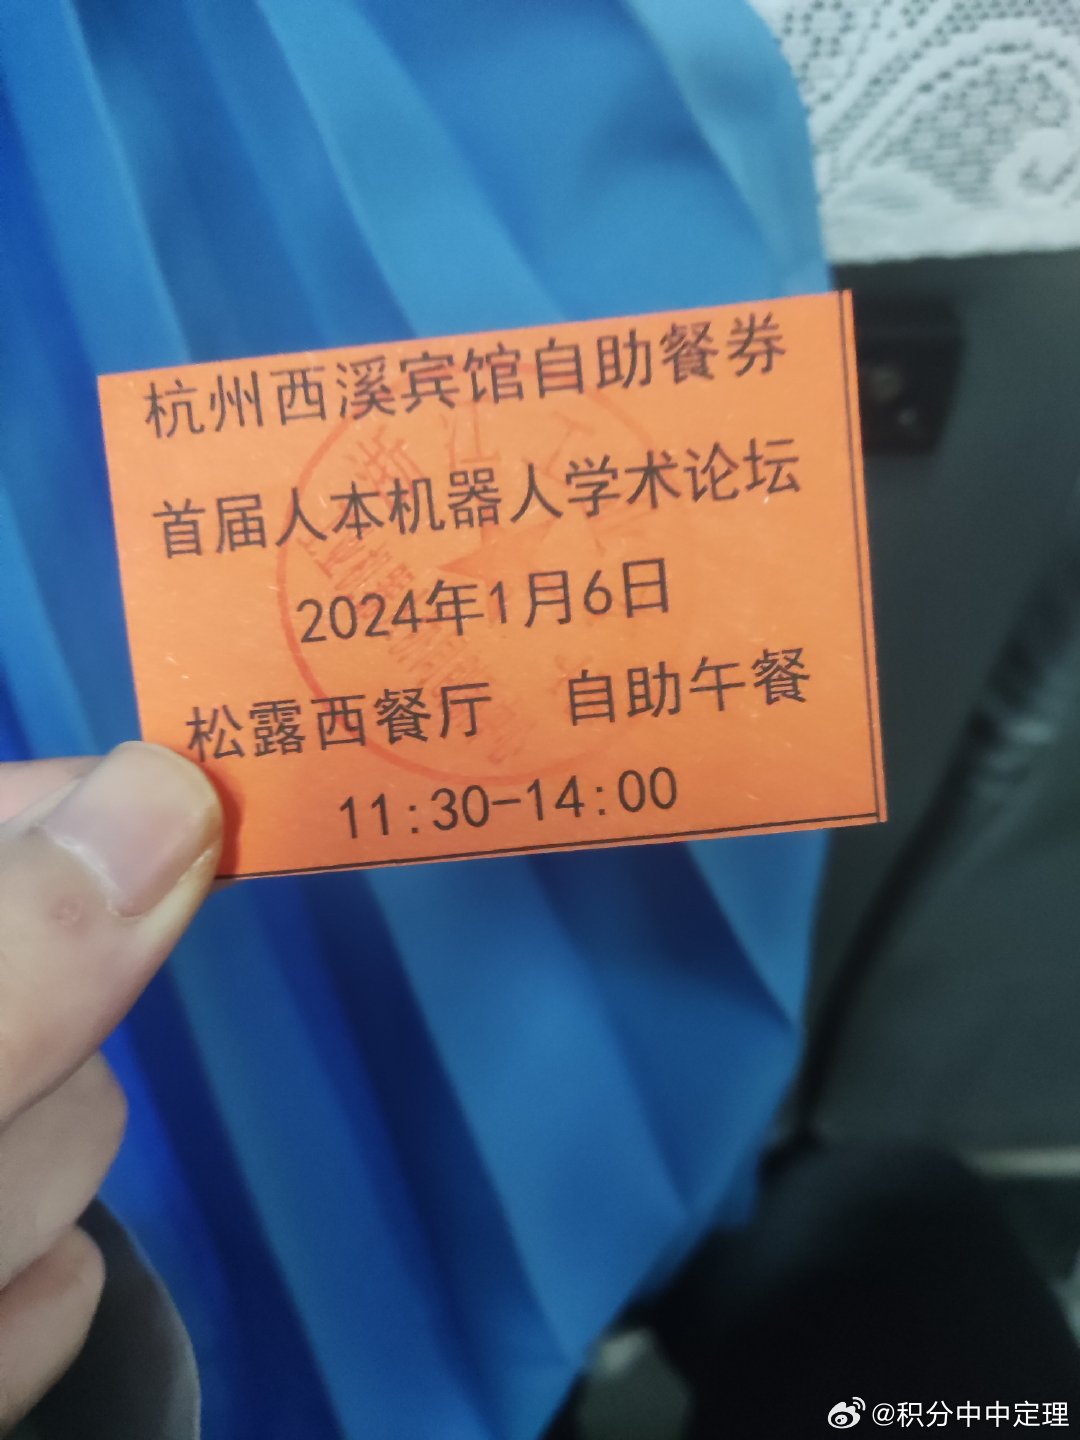 杭州西溪宾馆自助餐券
首届人本机器人学术论坛
2024年1月6日
松露西餐厅 自助午餐
11:30-14:00
@积分中中定理